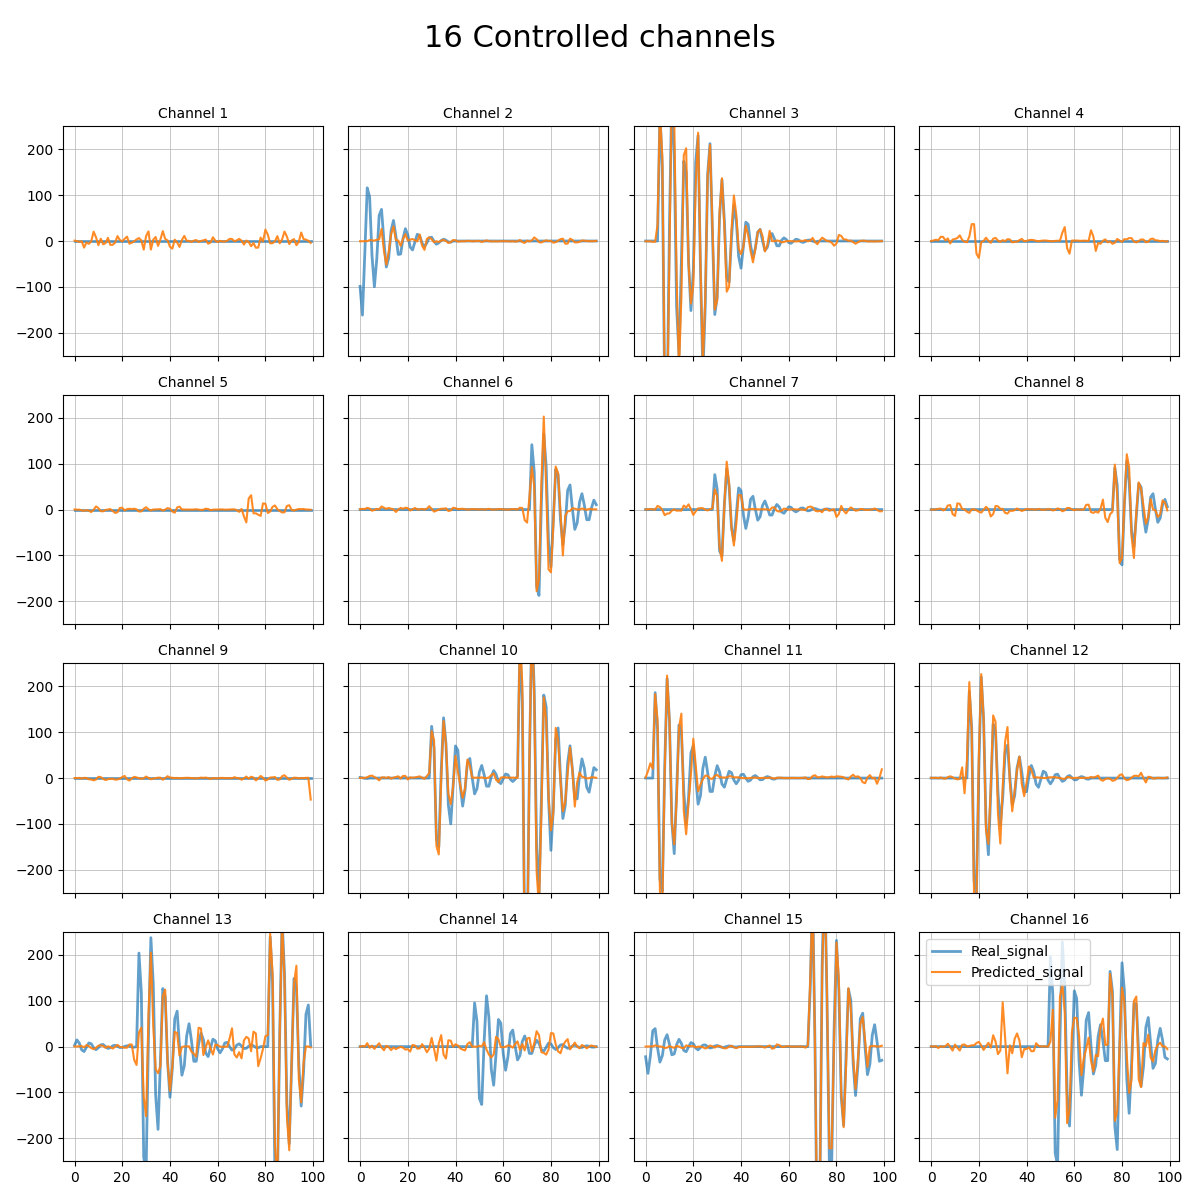 16 Controlled channels
Channel 1
Channel 2
Channel 3
Channel 4
200
100
0
−100
−200
Channel 5
Channel 6
Channel 7
Channel 8
200
100
0
−100
−200
Channel 9
Channel 10
Channel 11
Channel 12
200
100
0
−100
−200
Channel 13
Channel 14
Channel 15
Channel 16
200
100
0
−100
−200
Real_signal
Predicted_signal
0 20 40 60 80 100
0 20 40 60 80 100
0 20 40 60 80 100
0 20 40 60 80 100